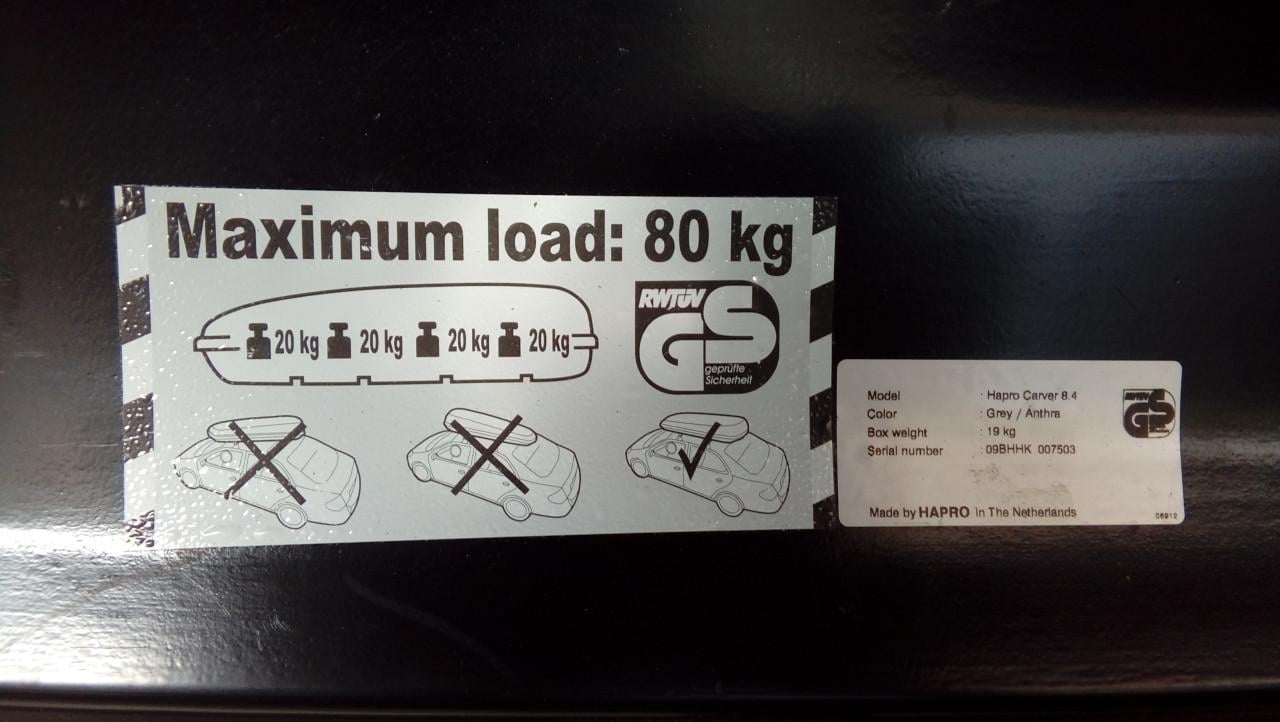 Maximum load: 80 kg
20 kg 20 kg 20 kg 20 kg
RWTÜV
GS
geprüfte
Sicherheit
Model : Hapro Carver 8.4
Color : Grey / Anthra
Box weight : 19 kg
Serial number : 09BHHK 007503
RWTÜV
GS
Made by HAPRO in The Netherlands